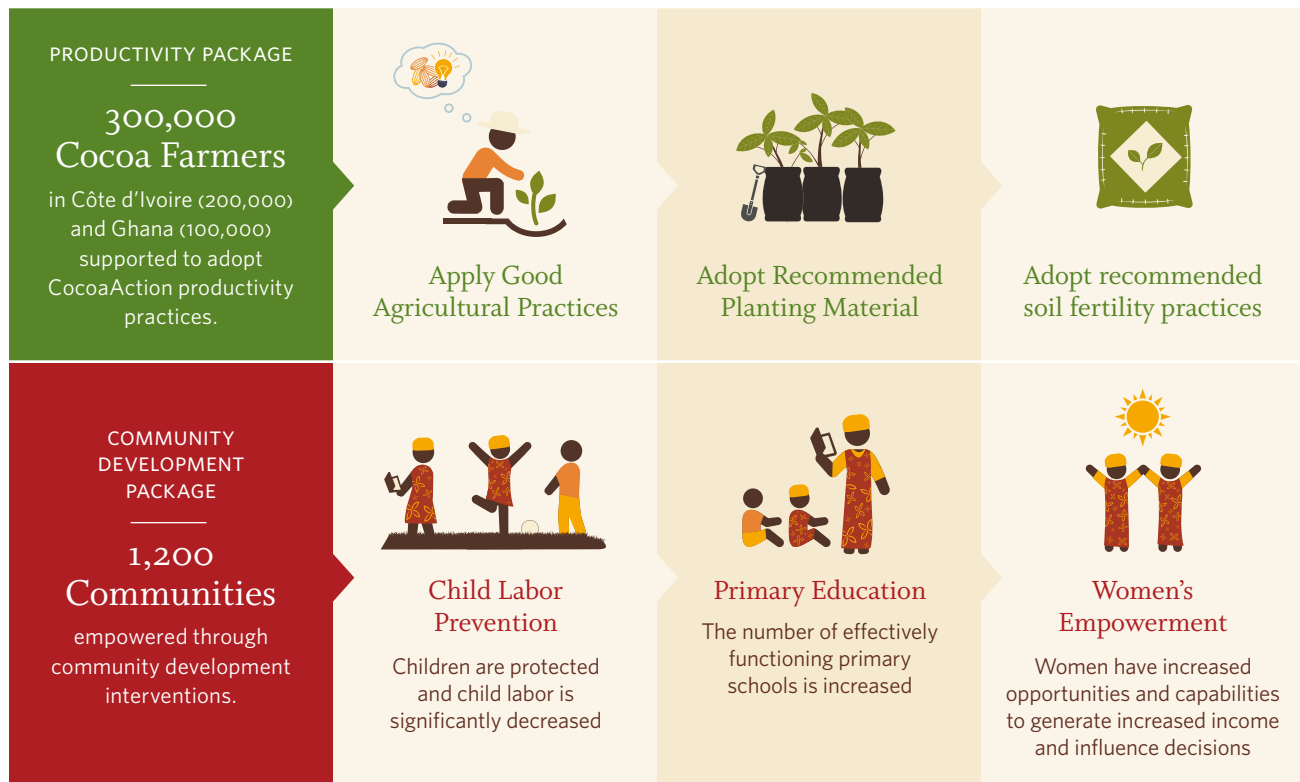 PRODUCTIVITY PACKAGE
300,000
Cocoa Farmers
in Côte d'Ivoire (200,000)
and Ghana (100,000)
supported to adopt
CocoaAction productivity
practices.
Apply Good
Agricultural Practices
Adopt Recommended
Planting Material
Adopt recommended
soil fertility practices
COMMUNITY
DEVELOPMENT
PACKAGE
1,200
Communities
empowered through
community development
interventions.
Child Labor
Prevention
Children are protected
and child labor is
significantly decreased
Primary Education
The number of effectively
functioning primary
schools is increased
Women's
Empowerment
Women have increased
opportunities and capabilities
to generate increased income
and influence decisions